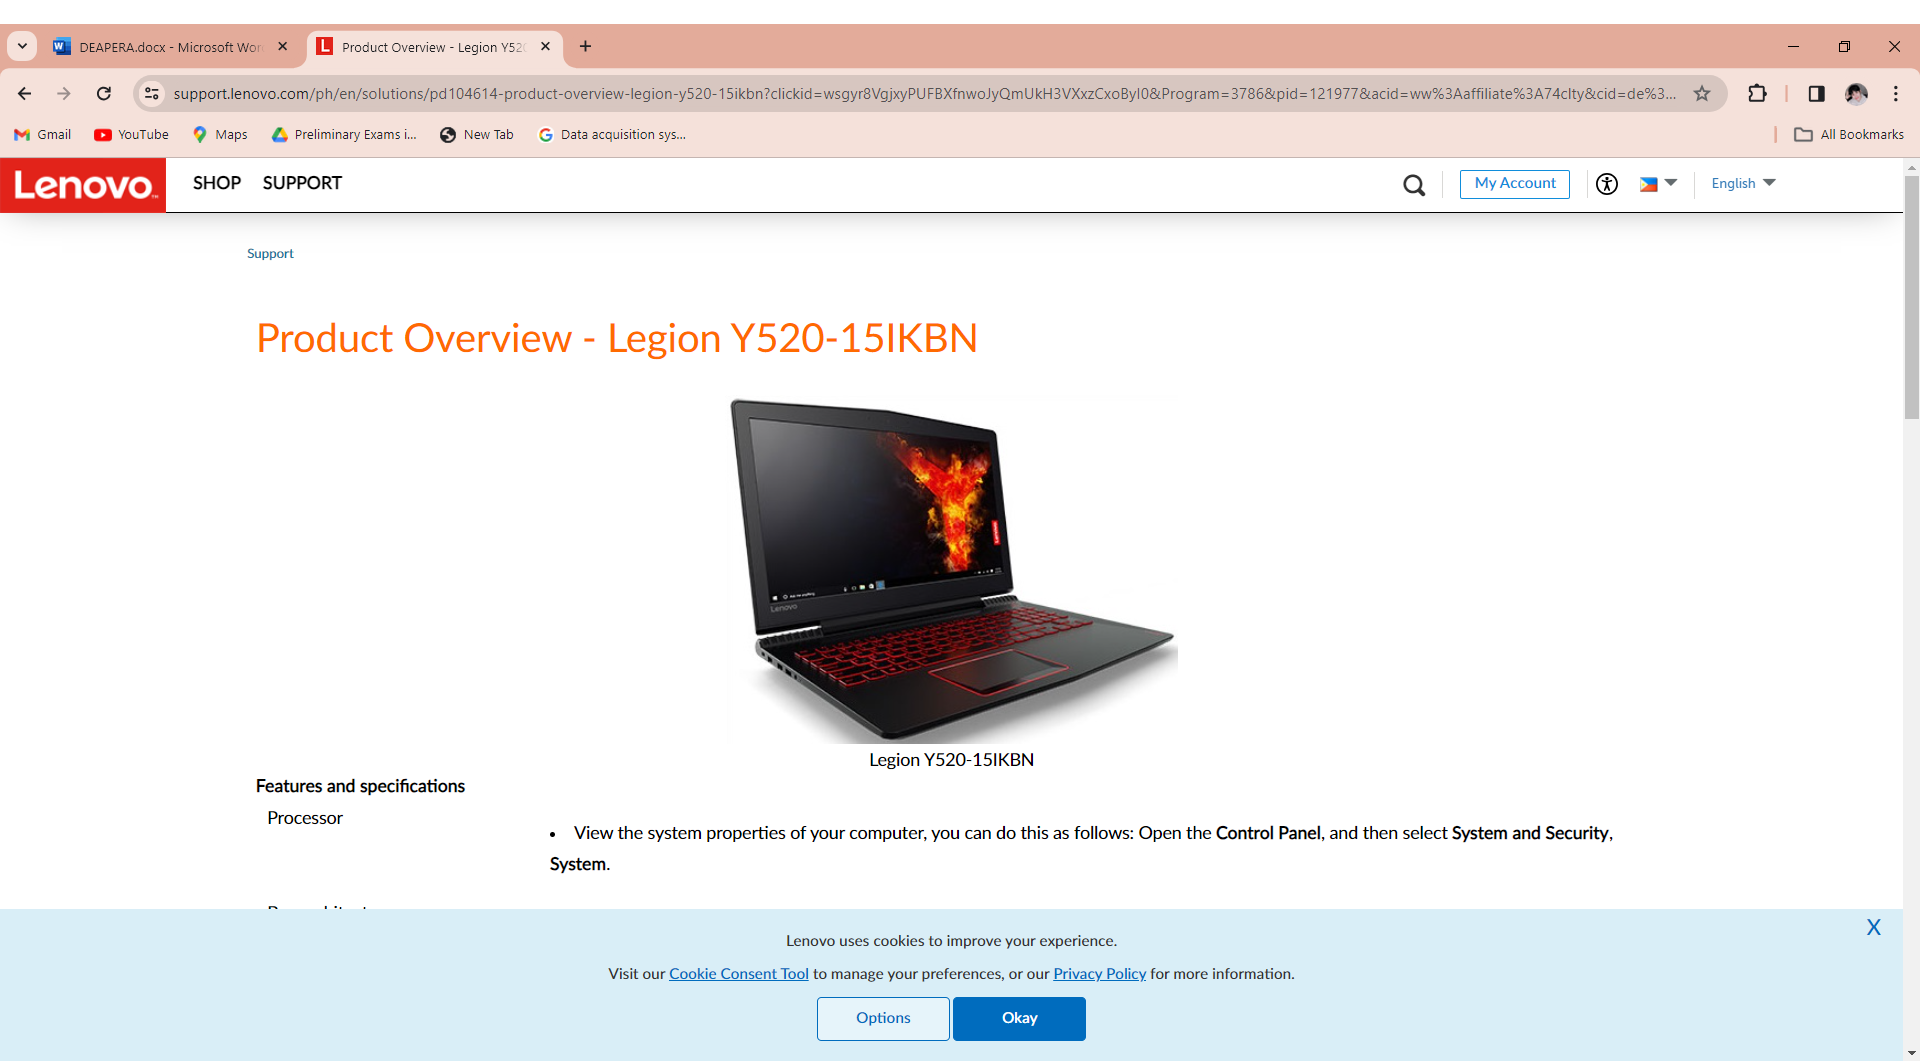 DEAPERA.docx - Microsoft Wor
Product Overview - Legion Y520
support.lenovo.com/ph/en/solutions/pd104614-product-overview-legion-y520-15ikbn?clickid=wsgyr8VgjxyPUFBXfnwoJyQmUkH3VXxzCxoByI0&Program=3786&pid=121977&acid=ww%3Aaffiliate%3A74clty&cid=de%3...
Gmail YouTube Maps Preliminary Exams i... New Tab Data acquisition sys... All Bookmarks
Lenovo SHOP SUPPORT My Account English
Support
Product Overview - Legion Y520-15IKBN
Lenovo
Lenovo
Legion Y520-15IKBN
Features and specifications
Processor
• View the system properties of your computer, you can do this as follows: Open the Control Panel, and then select System and Security,
System.
X
Lenovo uses cookies to improve your experience.
Visit our Cookie Consent Tool to manage your preferences, or our Privacy Policy for more information.
Options Okay